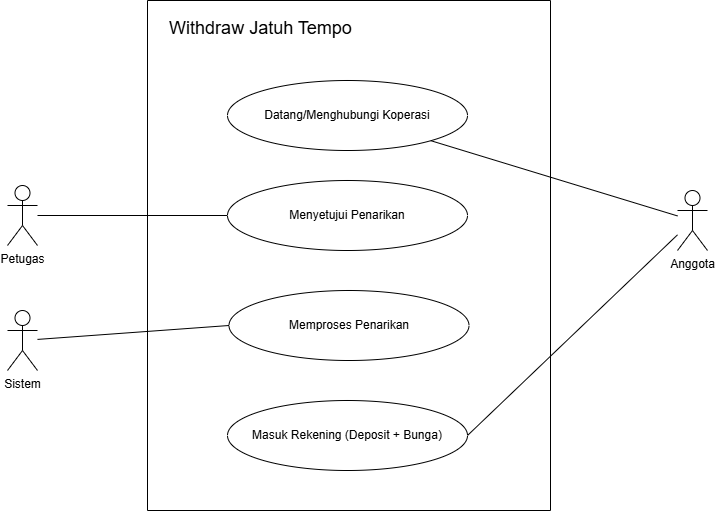 Withdraw Jatuh Tempo
Datang/Menghubungi Koperasi
Menyetujui Penarikan
Petugas
Anggota
Memproses Penarikan
Sistem
Masuk Rekening (Deposit + Bunga)